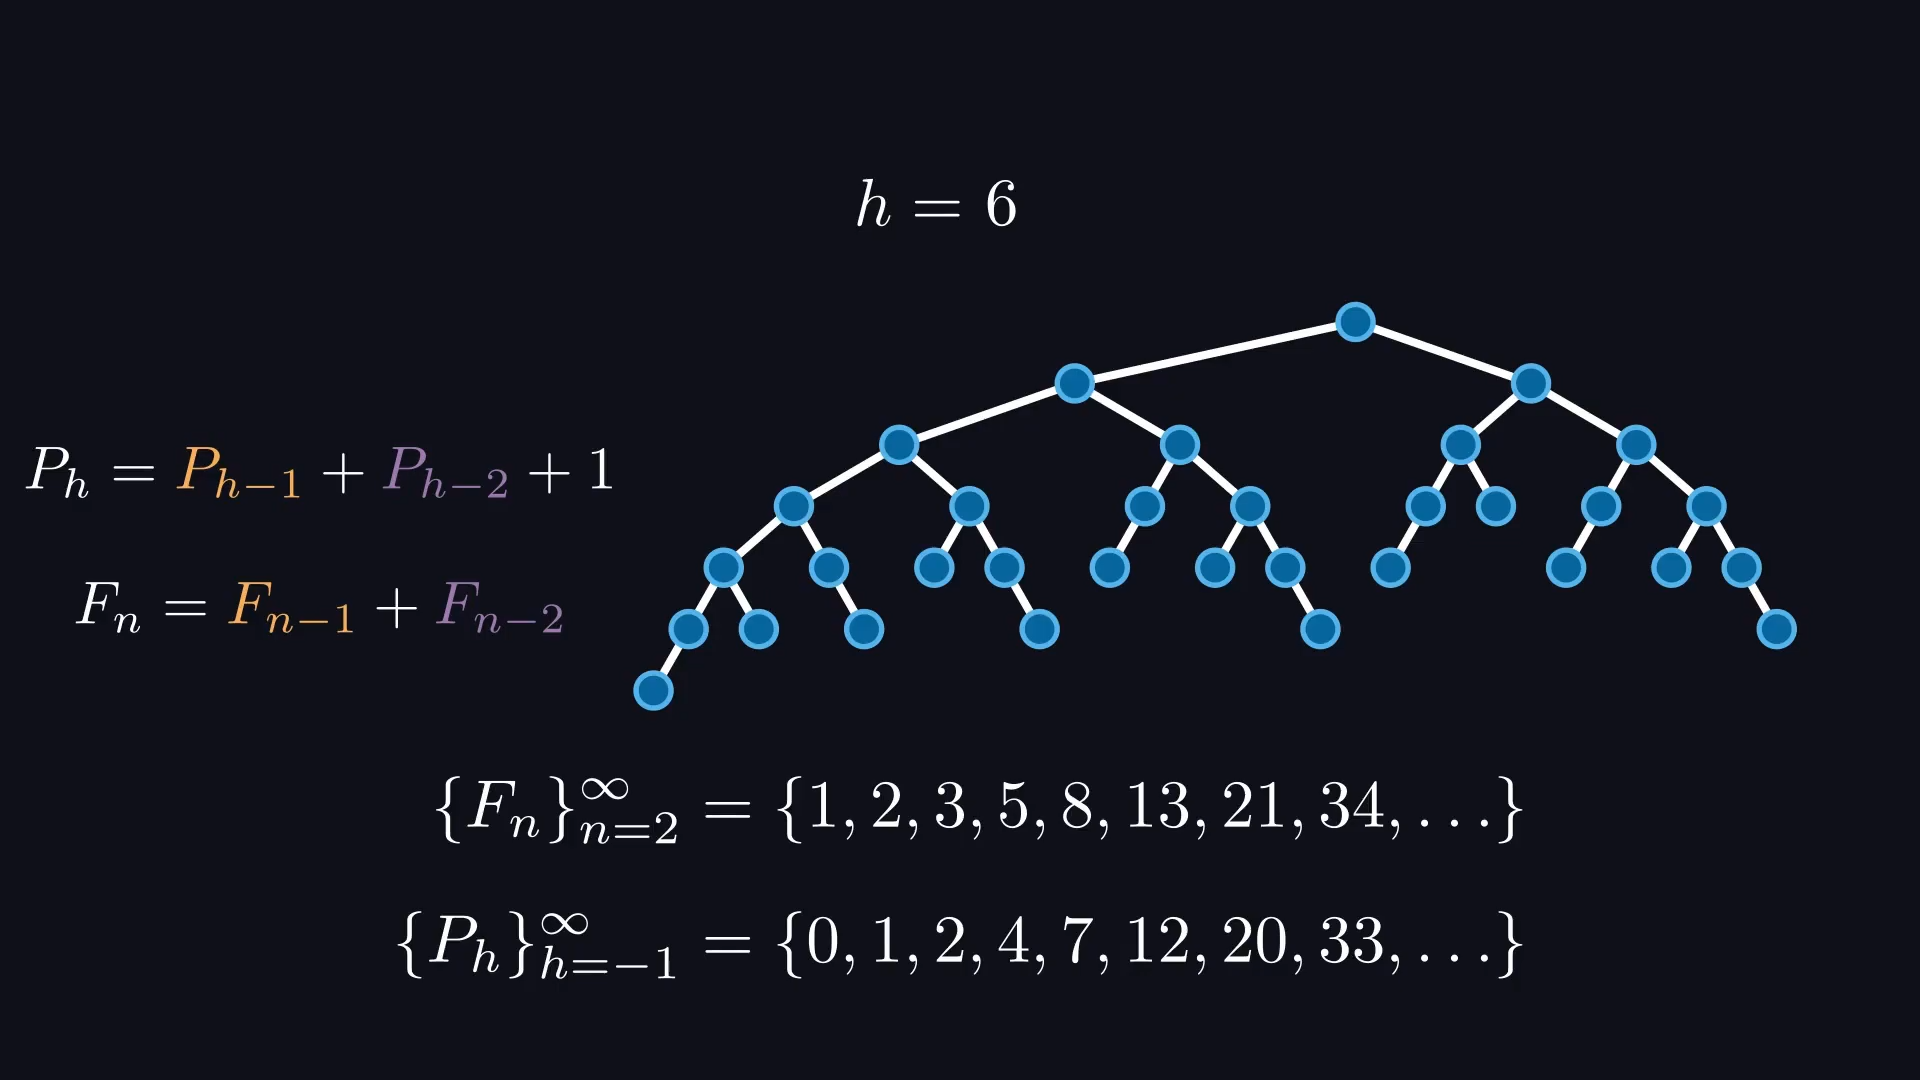 h = 6
P_h = P_{h-1} + P_{h-2} + 1
F_n = F_{n-1} + F_{n-2}
{F_n}_{n=2}^∞ = {1, 2, 3, 5, 8, 13, 21, 34, ...}
{P_h}_{h=-1}^∞ = {0, 1, 2, 4, 7, 12, 20, 33, ...}